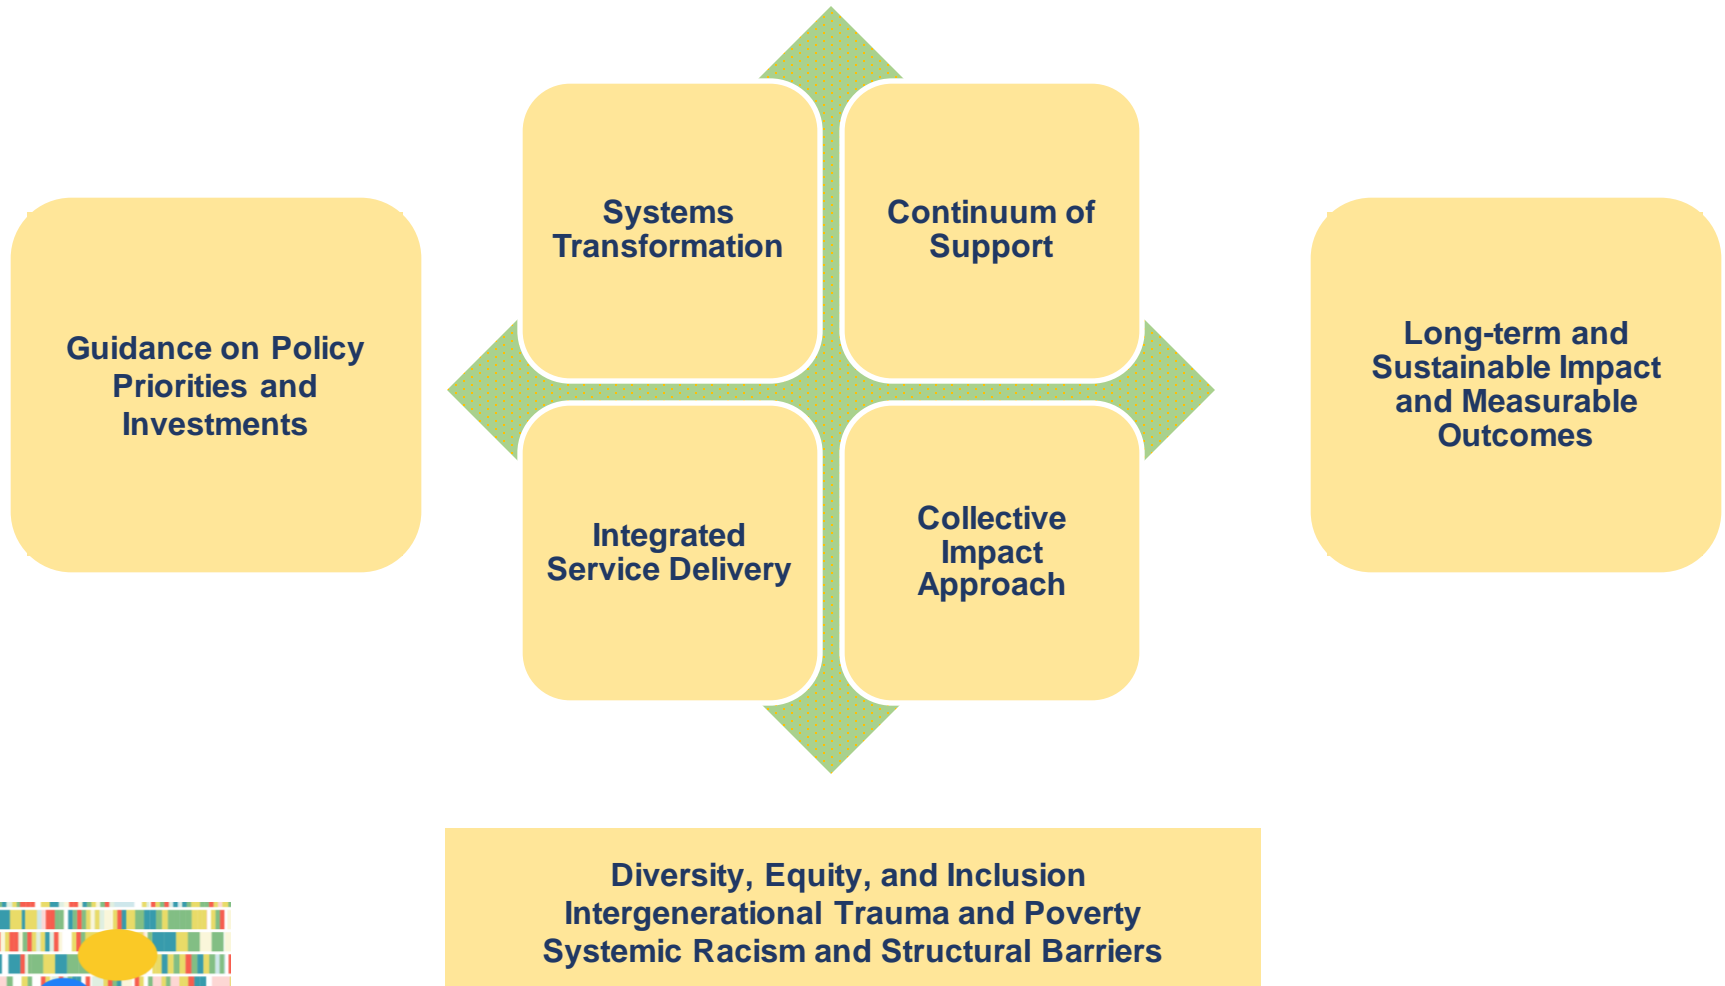 Systems
Transformation
Continuum of
Support
Guidance on Policy
Priorities and
Investments
Long-term and
Sustainable Impact
and Measurable
Outcomes
Integrated
Service Delivery
Collective
Impact
Approach
Diversity, Equity, and Inclusion
Intergenerational Trauma and Poverty
Systemic Racism and Structural Barriers